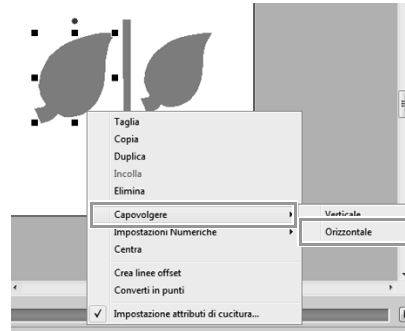 Taglia
Copia
Duplica
Incolla
Elimina
Capovolgere
Verticale
Impostazioni Numeriche
Orizzontale
Centra
Crea linee offset
Converti in punti
Impostazione attributi di cucitura...